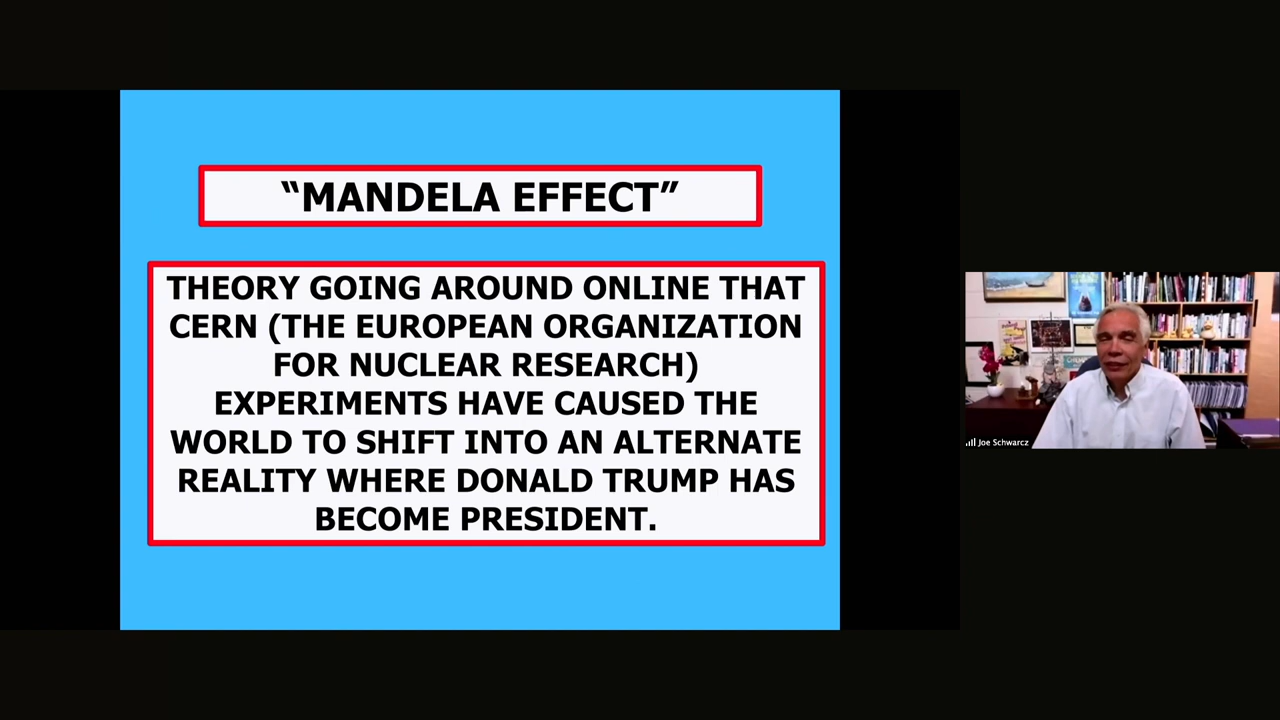 “MANDELA EFFECT”
THEORY GOING AROUND ONLINE THAT
CERN (THE EUROPEAN ORGANIZATION
FOR NUCLEAR RESEARCH)
EXPERIMENTS HAVE CAUSED THE
WORLD TO SHIFT INTO AN ALTERNATE
REALITY WHERE DONALD TRUMP HAS
BECOME PRESIDENT.
Joe Schwarcz